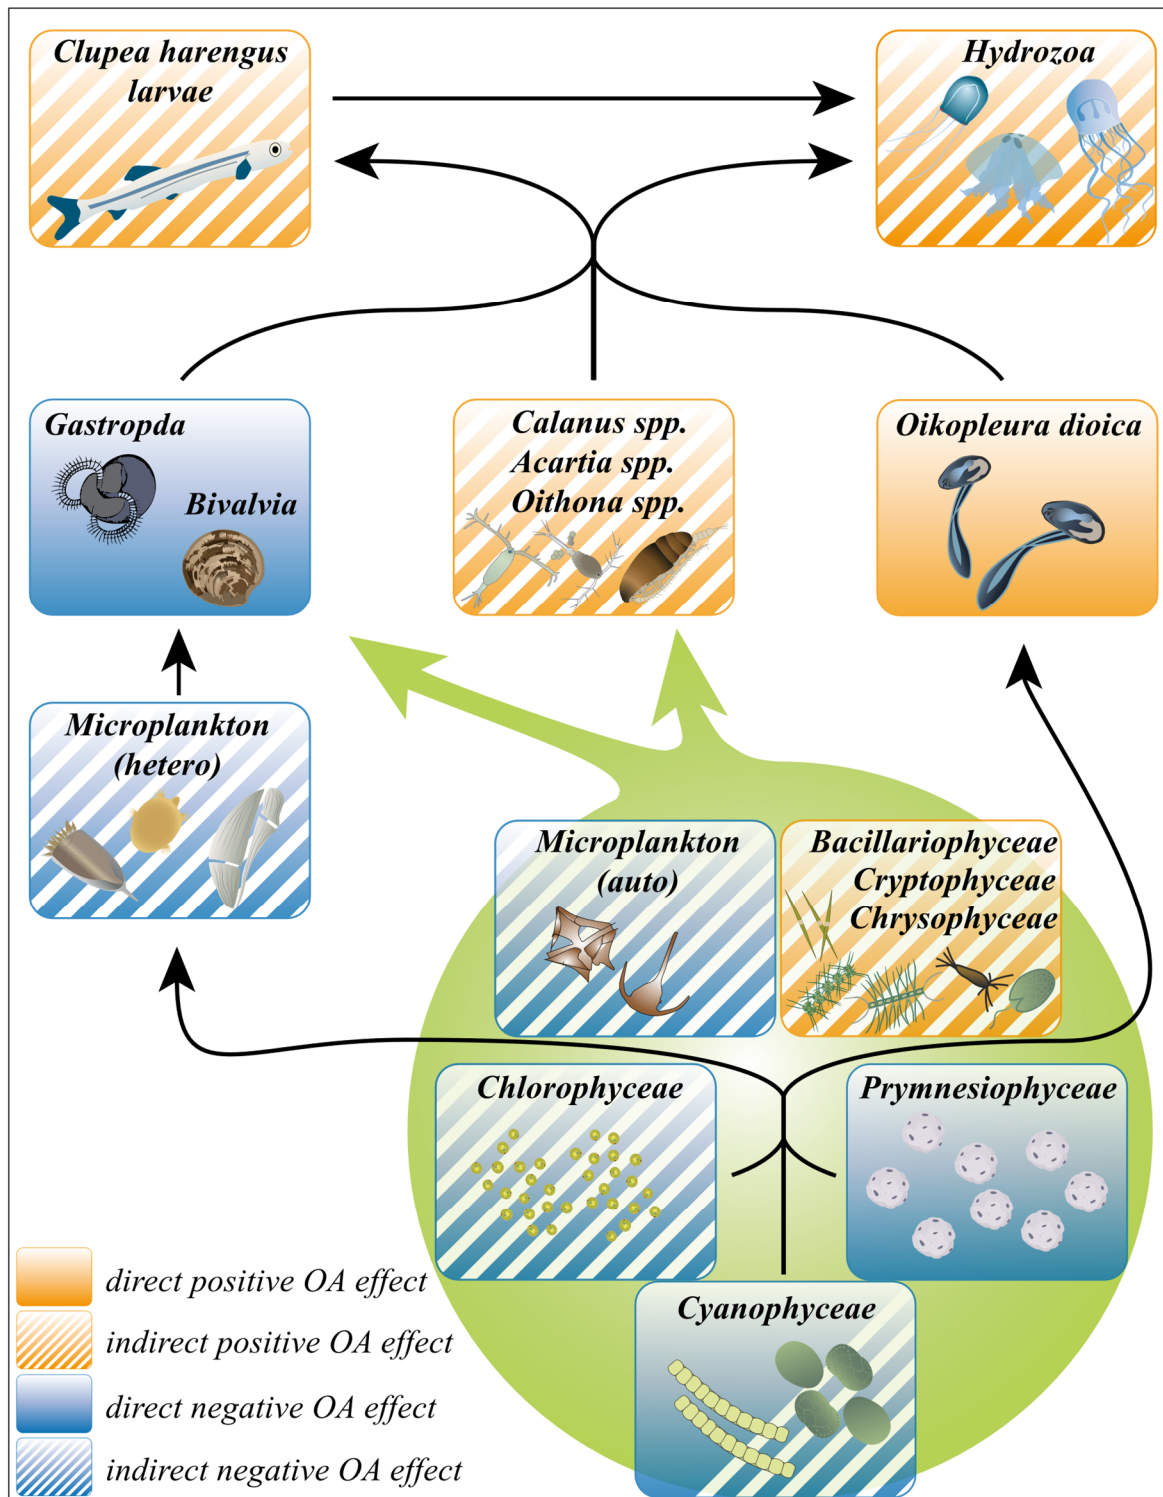 Clupea harengus
larvae
Hydrozoa
Gastropda
Bivalvia
Calanus spp.
Acartia spp.
Oithona spp.
Oikopleura dioica
Microplankton
(hetero)
Microplankton
(auto)
Bacillariophyceae
Cryptophyceae
Chrysophyceae
Chlorophyceae
Prymnesiophyceae
Cyanophyceae
direct positive OA effect
indirect positive OA effect
direct negative OA effect
indirect negative OA effect